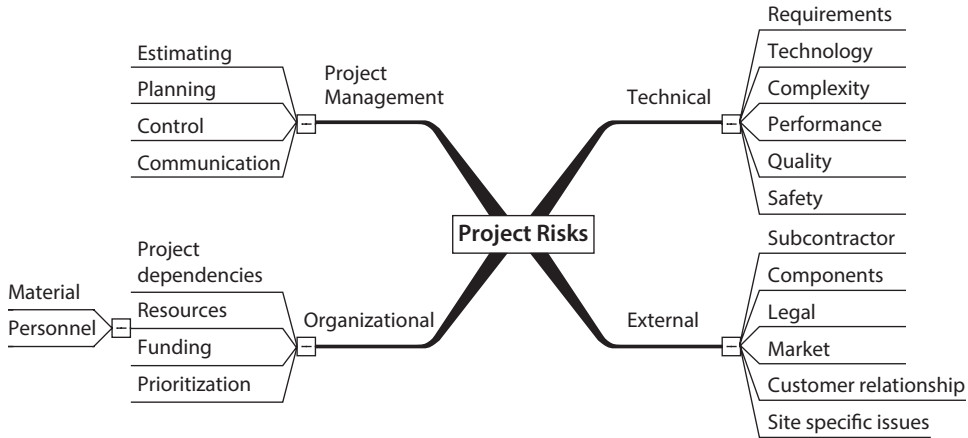 Project Risks
Project
Management
Estimating
Planning
Control
Communication
Technical
Requirements
Technology
Complexity
Performance
Quality
Safety
Organizational
Project
dependencies
Resources
Material
Personnel
Funding
Prioritization
External
Subcontractor
Components
Legal
Market
Customer relationship
Site specific issues